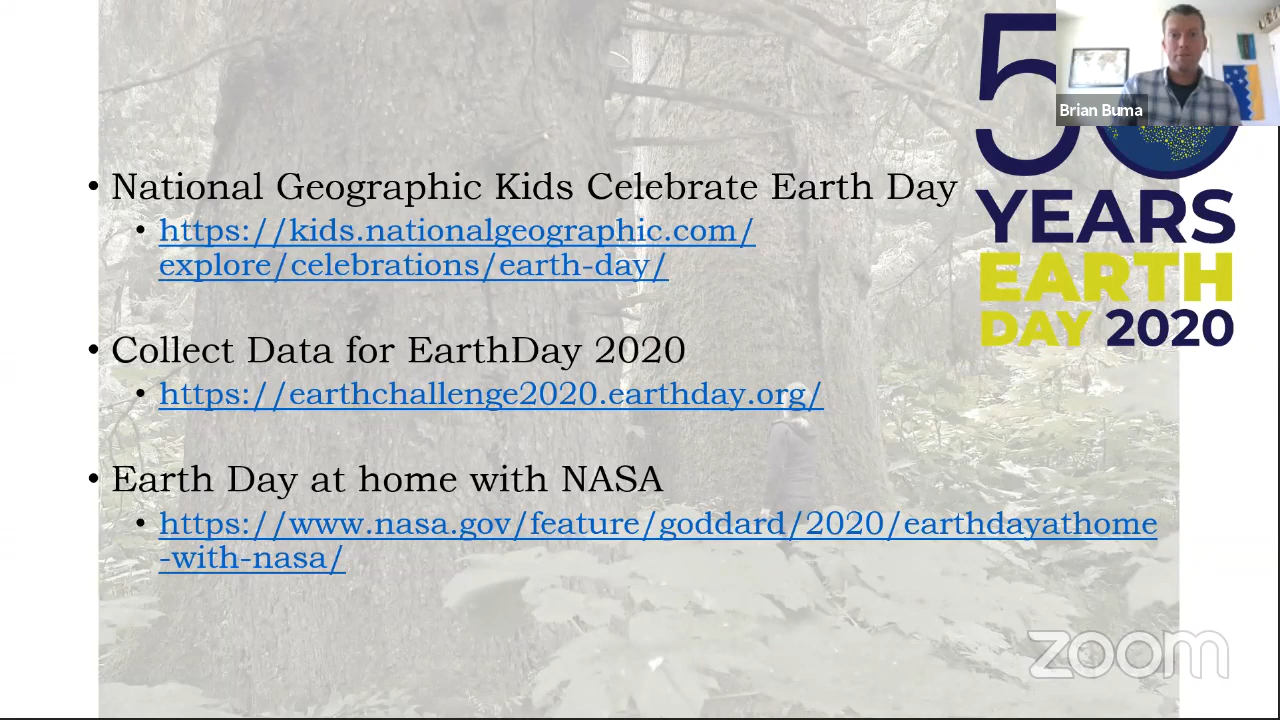 • National Geographic Kids Celebrate Earth Day
• https://kids.nationalgeographic.com/
explore/celebrations/earth-day/
• Collect Data for EarthDay 2020
• https://earthchallenge2020.earthday.org/
• Earth Day at home with NASA
• https://www.nasa.gov/feature/goddard/2020/earthdayathome
-with-nasa/
50
YEARS
EARTH
DAY 2020
Brian Buma
zoom